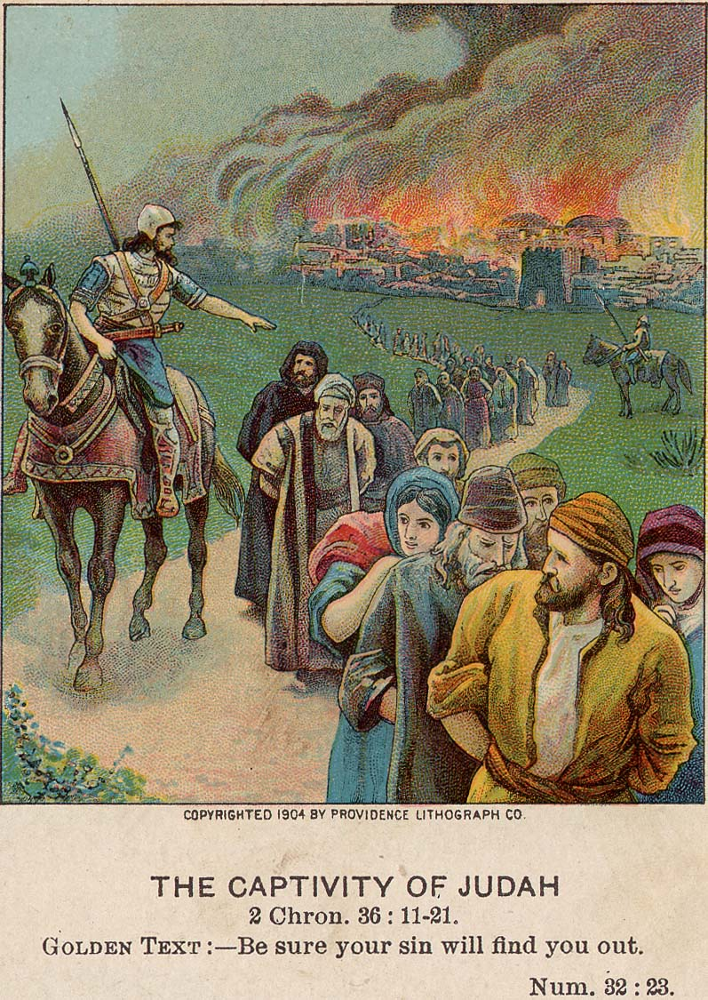 COPYRIGHTED 1904 BY PROVIDENCE LITHOGRAPH CO.
THE CAPTIVITY OF JUDAH
2 Chron. 36 : 11-21.
GOLDEN TEXT :—Be sure your sin will find you out.
Num. 32 : 23.